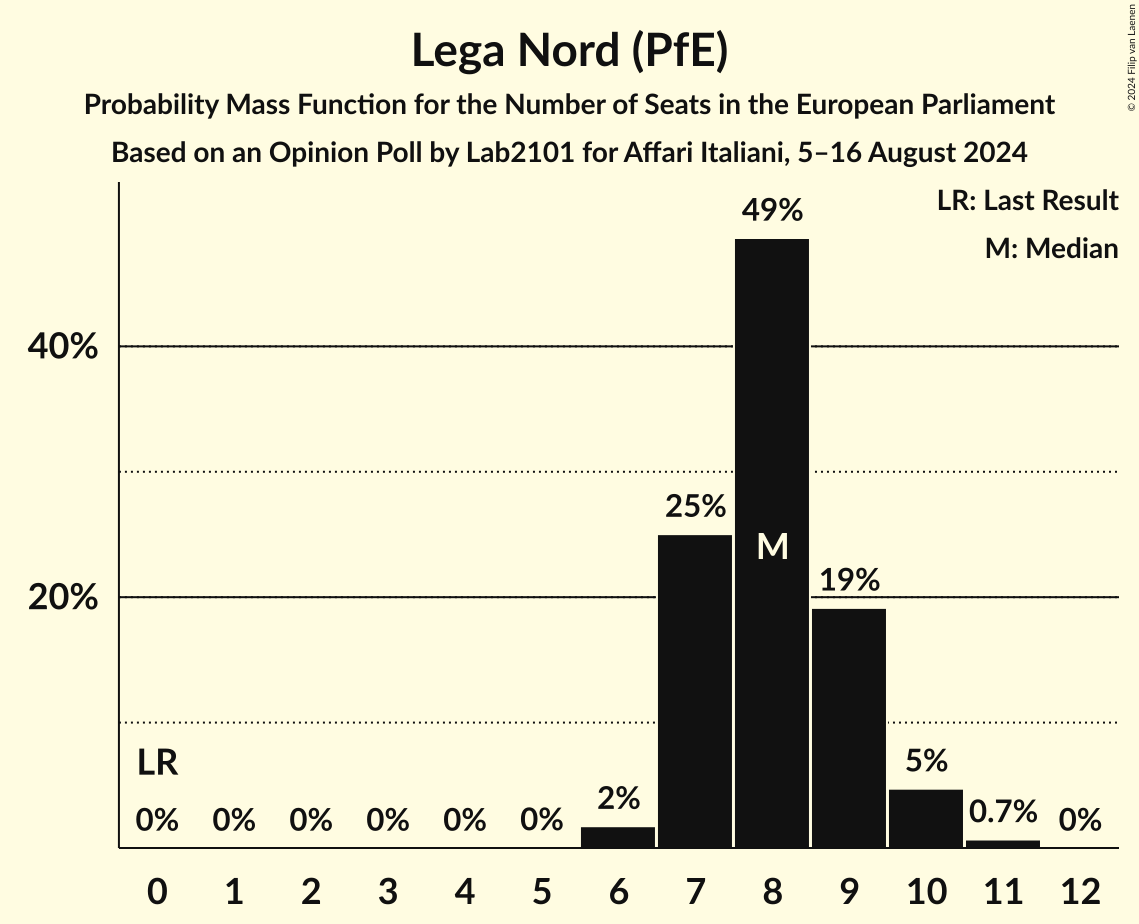 Lega Nord (PfE)
Probability Mass Function for the Number of Seats in the European Parliament
Based on an Opinion Poll by Lab2101 for Affari Italiani, 5–16 August 2024
© 2024 Filip van Laenen
LR: Last Result
M: Median
49%
40%
25%
M
19%
20%
LR
5%
2%
0.7%
0% 0% 0% 0% 0% 0% 0%
0 1 2 3 4 5 6 7 8 9 10 11 12